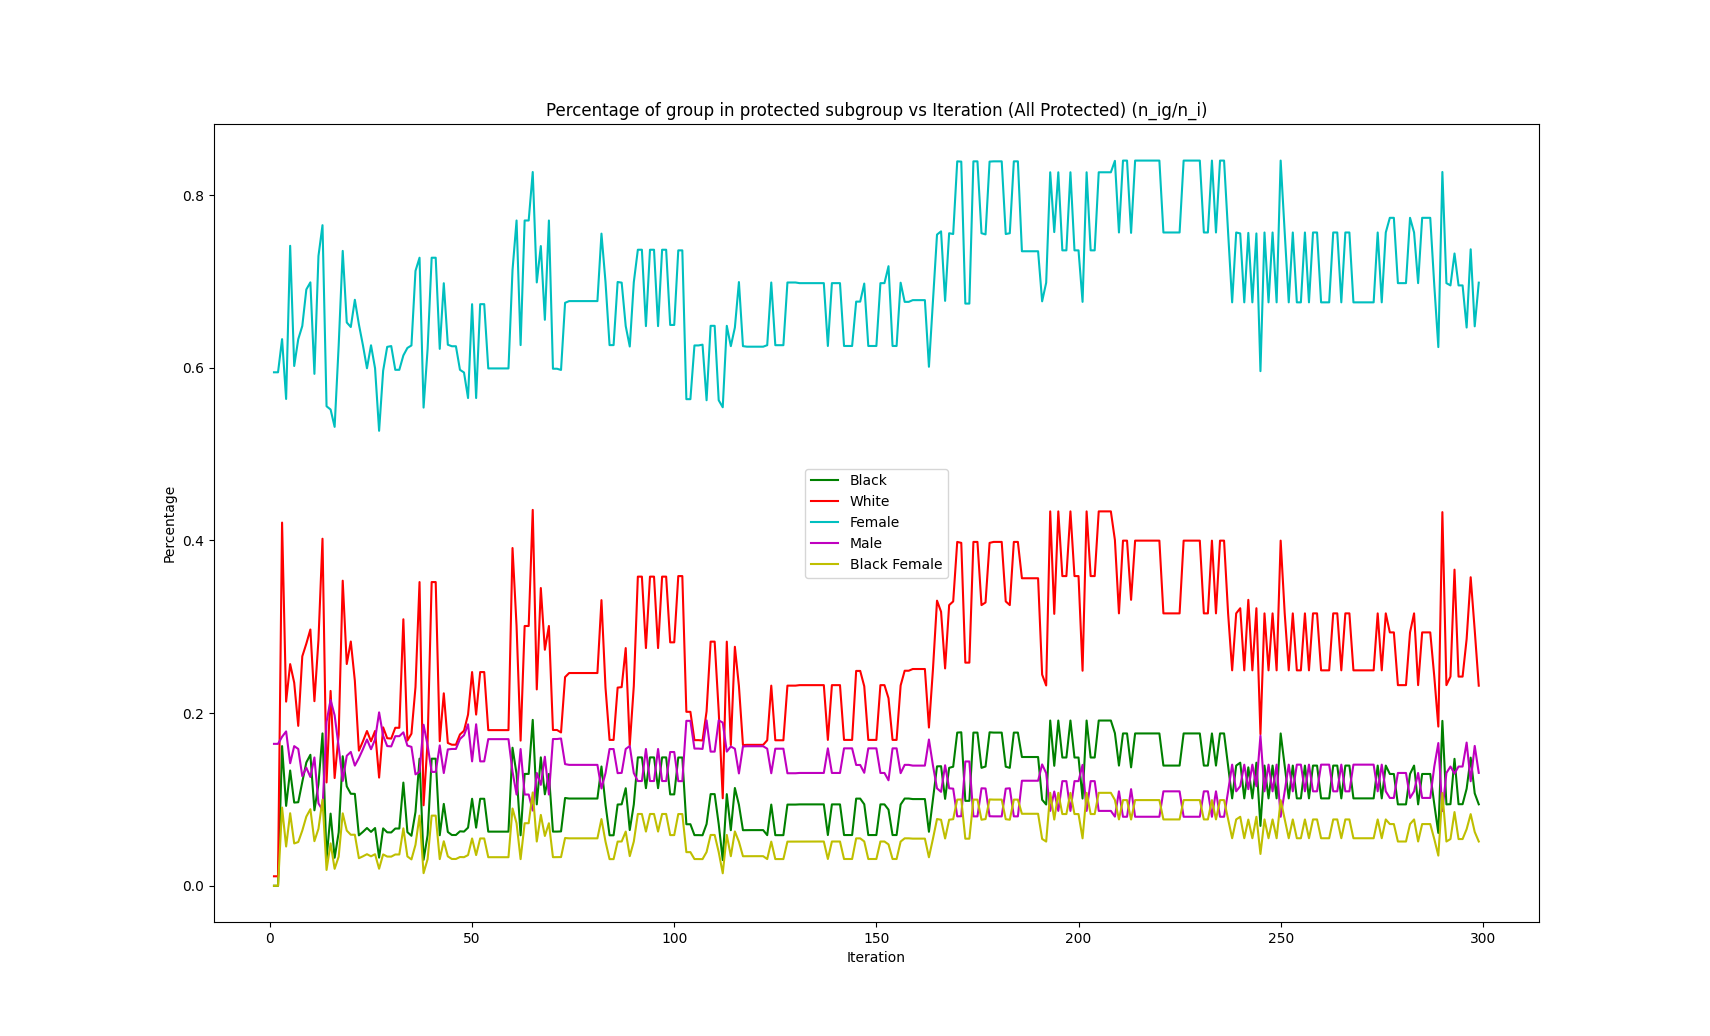 Percentage of group in protected subgroup vs Iteration (All Protected) (n_ig/n_i)
0.8
0.6
0.4
0.2
0.0
Percentage
Black
White
Female
Male
Black Female
0 50 100 150 200 250 300
Iteration